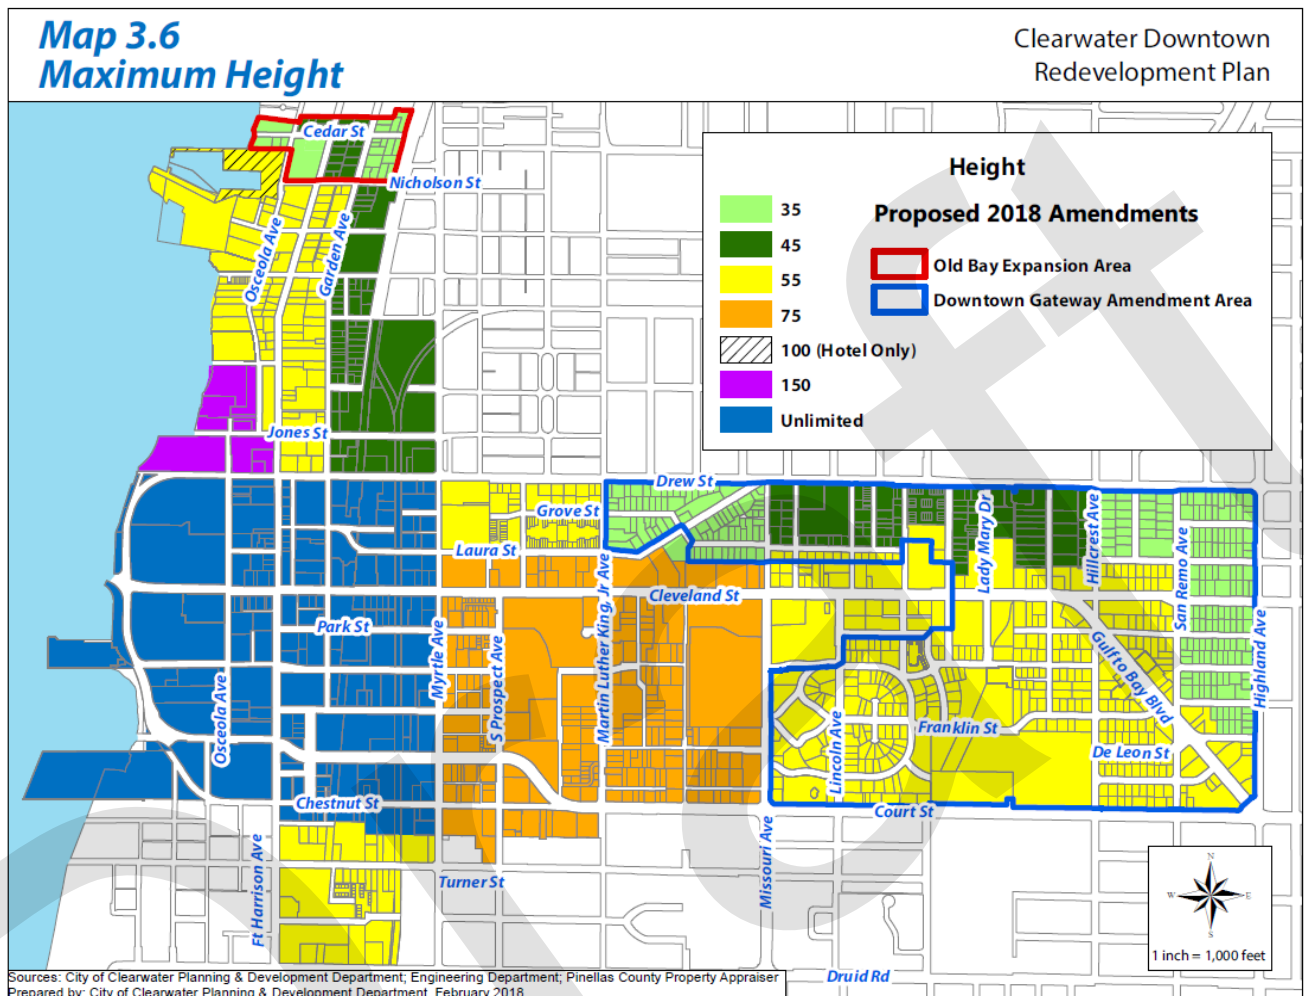 Map 3.6
Maximum Height
Clearwater Downtown
Redevelopment Plan
Height
Proposed 2018 Amendments
35
45
55
75
100 (Hotel Only)
150
Unlimited
Old Bay Expansion Area
Downtown Gateway Amendment Area
Cedar St
Nicholson St
Osceola Ave
Garden Ave
Jones St
Drew St
Grove St
Laura St
Lady Mary Dr
Hillcrest Ave
San Remo Ave
Highland Ave
Cleveland St
Martin Luther King, Jr Ave
Park St
Myrtle Ave
S Prospect Ave
Osceola Ave
Gulf to Bay Blvd
Franklin St
Lincoln Ave
De Leon St
Chestnut St
Court St
Ft Harrison Ave
Missouri Ave
Turner St
Druid Rd
N
W
E
S
1 inch = 1,000 feet
Sources: City of Clearwater Planning & Development Department; Engineering Department; Pinellas County Property Appraiser
Prepared by: City of Clearwater Planning & Development Department, February 2018